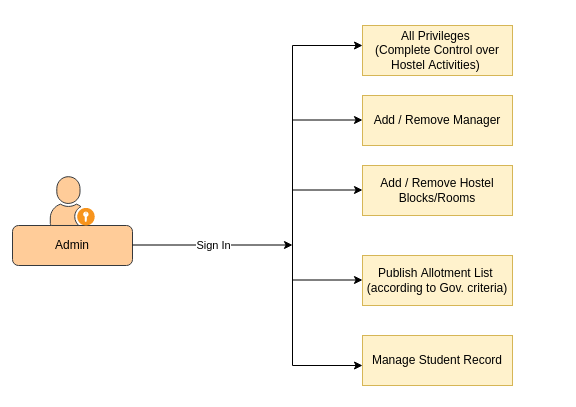 All Privileges
(Complete Control over
Hostel Activities)
Add / Remove Manager
Add / Remove Hostel
Blocks/Rooms
Admin
Sign In
Publish Allotment List
(according to Gov. criteria)
Manage Student Record